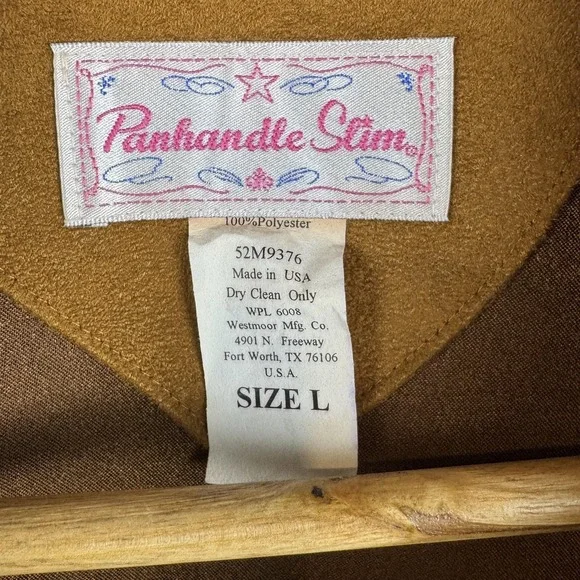 Panhandle Slim
100%Polyester
52M9376
Made in USA
Dry Clean Only
WPL 6008
Westmoor Mfg. Co.
4901 N. Freeway
Fort Worth, TX 76106
U.S.A.
SIZE L